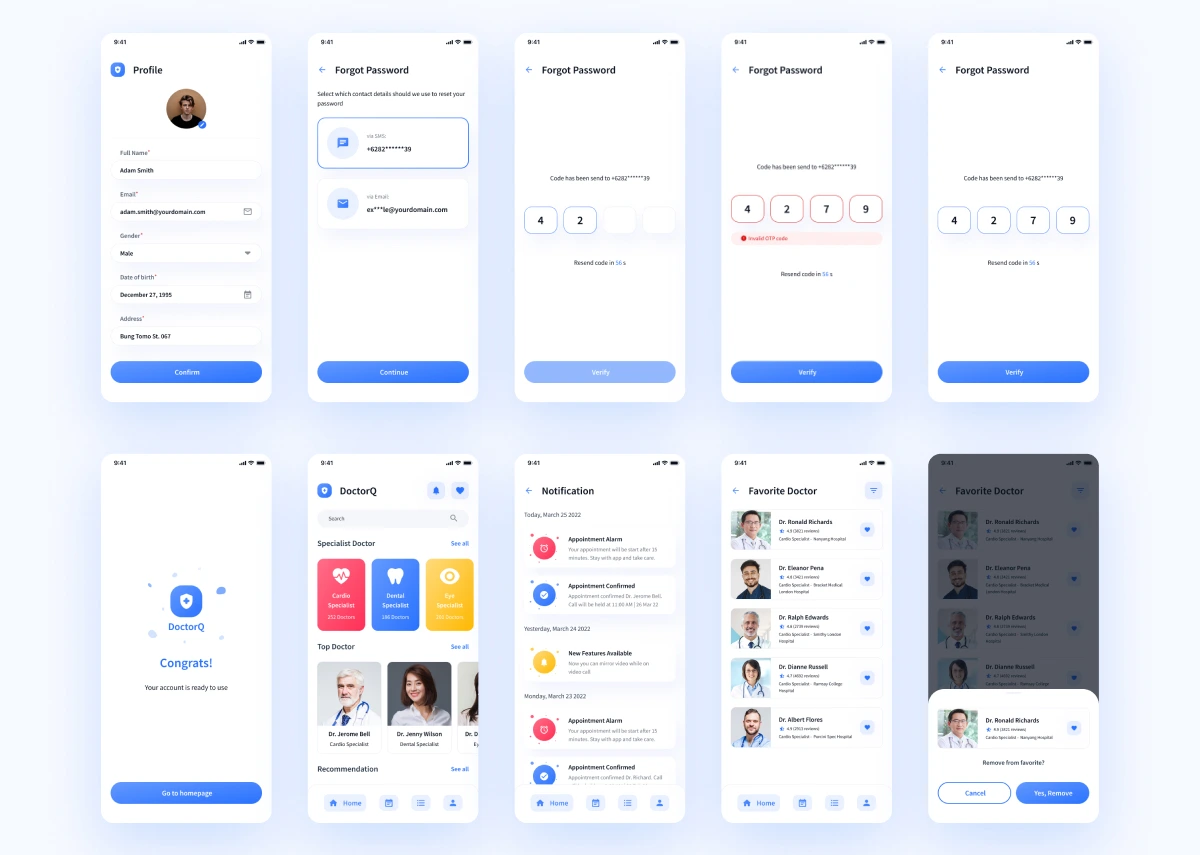 9:41
Profile
Full Name*
Adam Smith
Email*
adam.smith@yourdomain.com
Gender*
Male
Date of birth*
December 27, 1995
Address*
Bung Tomo St. 067
Confirm
9:41
Forgot Password
Select which contact details should we use to reset your
password
via SMS:
+6282******39
via Email:
ex***le@yourdomain.com
Continue
9:41
Forgot Password
Code has been send to +6282******39
4 2
Resend code in 56 s
Verify
9:41
Forgot Password
Code has been send to +6282******39
4 2 7 9
Invalid OTP code
Resend code in 56 s
Verify
9:41
Forgot Password
Code has been send to +6282******39
4 2 7 9
Resend code in 56 s
Verify
9:41
DoctorQ
Congrats!
Your account is ready to use
Go to homepage
9:41
DoctorQ
Search
Specialist Doctor See all
Cardio
Specialist
252 Doctors
Dental
Specialist
186 Doctors
Eye
Specialist
Doctors
Top Doctor See all
Dr. Jerome Bell
Cardio Specialist
Dr. Jenny Wilson
Dental Specialist
Dr. D
Ey
Recommendation See all
Home
9:41
Notification
Today, March 25 2022
Appointment Alarm
Your appointment will be start after 15
minutes. Stay with app and take care.
Appointment Confirmed
Appointment confirmed Dr. Jerome Bell.
Call will be held at 11:00 AM | 26 Mar 22
Yesterday, March 24 2022
New Features Available
Now you can mirror video while on
video call
Monday, March 23 2022
Appointment Alarm
Your appointment will be start after 15
minutes. Stay with app and take care.
Appointment Confirmed
Appointment confirmed Dr. Richard. Call
Home
9:41
Favorite Doctor
Dr. Ronald Richards
4.9 (3821 reviews)
Cardio Specialist - Nanyang Hospital
Dr. Eleanor Pena
4.8 (3421 reviews)
Cardio Specialist - Brocket Medical
London Hospital
Dr. Ralph Edwards
4.8 (2739 reviews)
Cardio Specialist - Smithy London
Hospital
Dr. Dianne Russell
4.7 (4692 reviews)
Cardio Specialist - Ramsay College
Hospital
Dr. Albert Flores
4.9 (2513 reviews)
Cardio Specialist - Puncini Spec Hospital
Home
9:41
Favorite Doctor
Dr. Ronald Richards
Cardio Specialist - Nanyang Hospital
Dr. Eleanor Pena
Cardio Specialist - Brocket Medical
London Hospital
Dr. Ralph Edwards
Cardio Specialist - Smithy London
Hospital
Dr. Dianne Russell
Cardio Specialist - Ramsay College
Dr. Ronald Richards
Cardio Specialist - Nanyang Hospital
Remove from favorite?
Cancel
Yes, Remove